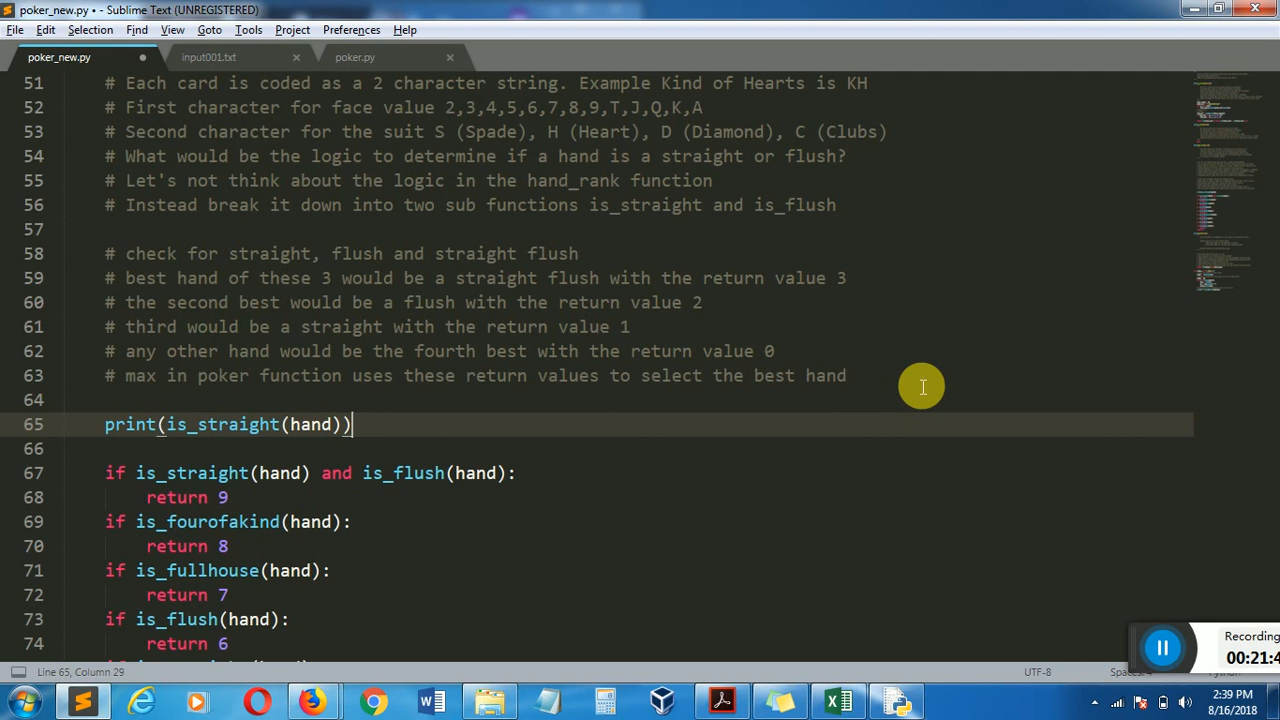 poker_new.py • - Sublime Text (UNREGISTERED)
File Edit Selection Find View Goto Tools Project Preferences Help
poker_new.py input001.txt poker.py
51 # Each card is coded as a 2 character string. Example Kind of Hearts is KH
52 # First character for face value 2,3,4,5,6,7,8,9,T,J,Q,K,A
53 # Second character for the suit S (Spade), H (Heart), D (Diamond), C (Clubs)
54 # What would be the logic to determine if a hand is a straight or flush?
55 # Let's not think about the logic in the hand_rank function
56 # Instead break it down into two sub functions is_straight and is_flush
57
58 # check for straight, flush and straight flush
59 # best hand of these 3 would be a straight flush with the return value 3
60 # the second best would be a flush with the return value 2
61 # third would be a straight with the return value 1
62 # any other hand would be the fourth best with the return value 0
63 # max in poker function uses these return values to select the best hand
64
65 print(is_straight(hand))
66
67 if is_straight(hand) and is_flush(hand):
68 return 9
69 if is_fourofakind(hand):
70 return 8
71 if is_fullhouse(hand):
72 return 7
73 if is_flush(hand):
74 return 6
Recording
00:21:4
Line 65, Column 29 UTF-8
2:39 PM
8/16/2018